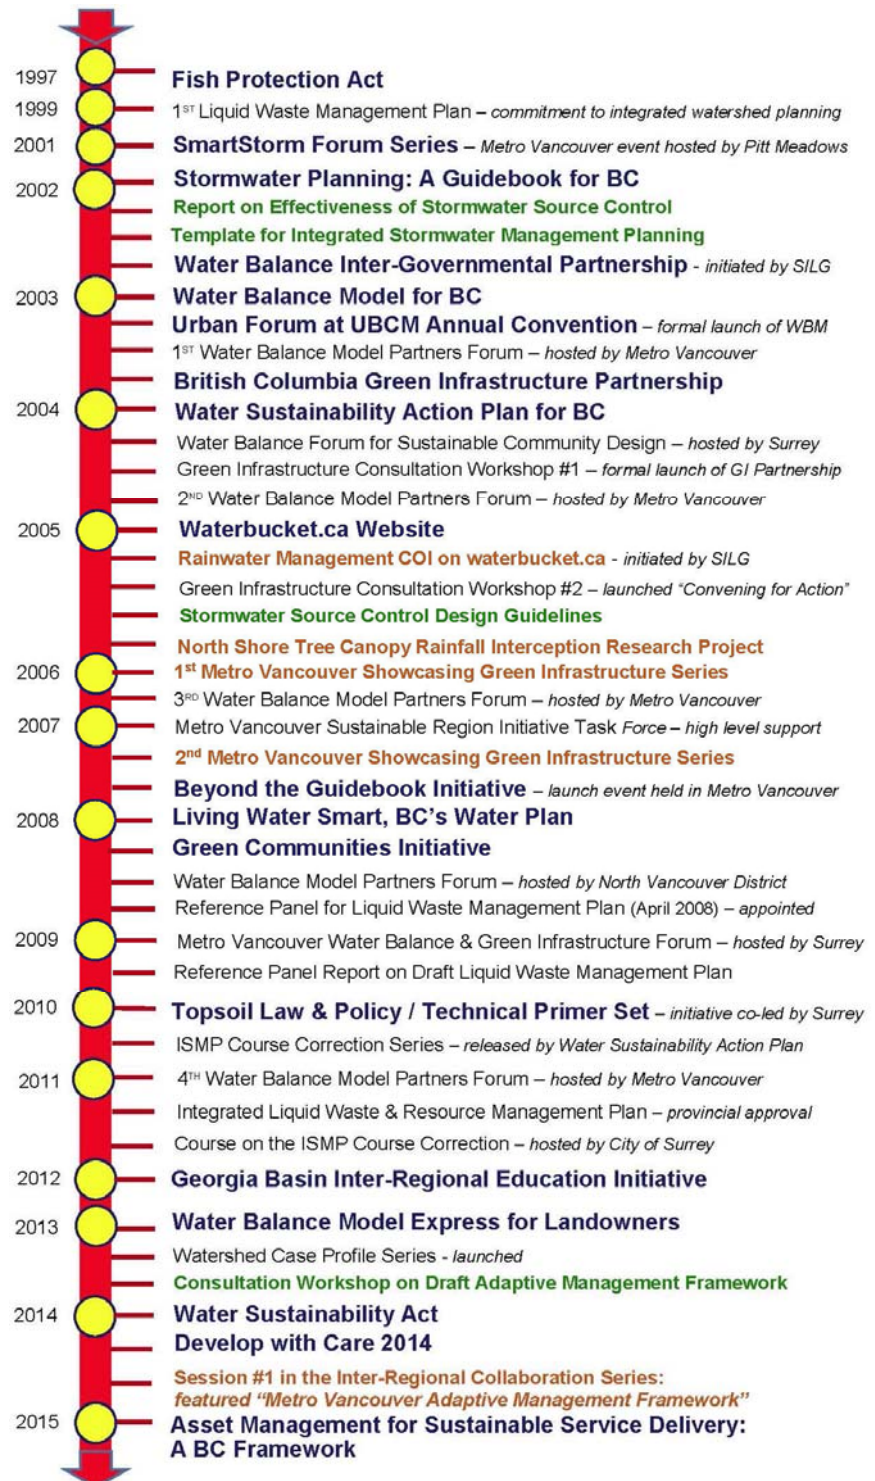 1997
Fish Protection Act
1999
1ST Liquid Waste Management Plan – commitment to integrated watershed planning
2001
SmartStorm Forum Series – Metro Vancouver event hosted by Pitt Meadows
2002
Stormwater Planning: A Guidebook for BC
Report on Effectiveness of Stormwater Source Control
Template for Integrated Stormwater Management Planning
Water Balance Inter-Governmental Partnership - initiated by SILG
2003
Water Balance Model for BC
Urban Forum at UBCM Annual Convention – formal launch of WBM
1ST Water Balance Model Partners Forum – hosted by Metro Vancouver
British Columbia Green Infrastructure Partnership
2004
Water Sustainability Action Plan for BC
Water Balance Forum for Sustainable Community Design – hosted by Surrey
Green Infrastructure Consultation Workshop #1 – formal launch of GI Partnership
2ND Water Balance Model Partners Forum – hosted by Metro Vancouver
2005
Waterbucket.ca Website
Rainwater Management COI on waterbucket.ca - initiated by SILG
Green Infrastructure Consultation Workshop #2 – launched “Convening for Action”
Stormwater Source Control Design Guidelines
North Shore Tree Canopy Rainfall Interception Research Project
2006
1st Metro Vancouver Showcasing Green Infrastructure Series
3RD Water Balance Model Partners Forum – hosted by Metro Vancouver
2007
Metro Vancouver Sustainable Region Initiative Task Force – high level support
2nd Metro Vancouver Showcasing Green Infrastructure Series
Beyond the Guidebook Initiative – launch event held in Metro Vancouver
2008
Living Water Smart, BC’s Water Plan
Green Communities Initiative
Water Balance Model Partners Forum – hosted by North Vancouver District
Reference Panel for Liquid Waste Management Plan (April 2008) – appointed
2009
Metro Vancouver Water Balance & Green Infrastructure Forum – hosted by Surrey
Reference Panel Report on Draft Liquid Waste Management Plan
2010
Topsoil Law & Policy / Technical Primer Set – initiative co-led by Surrey
ISMP Course Correction Series – released by Water Sustainability Action Plan
2011
4TH Water Balance Model Partners Forum – hosted by Metro Vancouver
Integrated Liquid Waste & Resource Management Plan – provincial approval
Course on the ISMP Course Correction – hosted by City of Surrey
2012
Georgia Basin Inter-Regional Education Initiative
2013
Water Balance Model Express for Landowners
Watershed Case Profile Series - launched
Consultation Workshop on Draft Adaptive Management Framework
2014
Water Sustainability Act
Develop with Care 2014
Session #1 in the Inter-Regional Collaboration Series:
featured “Metro Vancouver Adaptive Management Framework”
2015
Asset Management for Sustainable Service Delivery:
A BC Framework